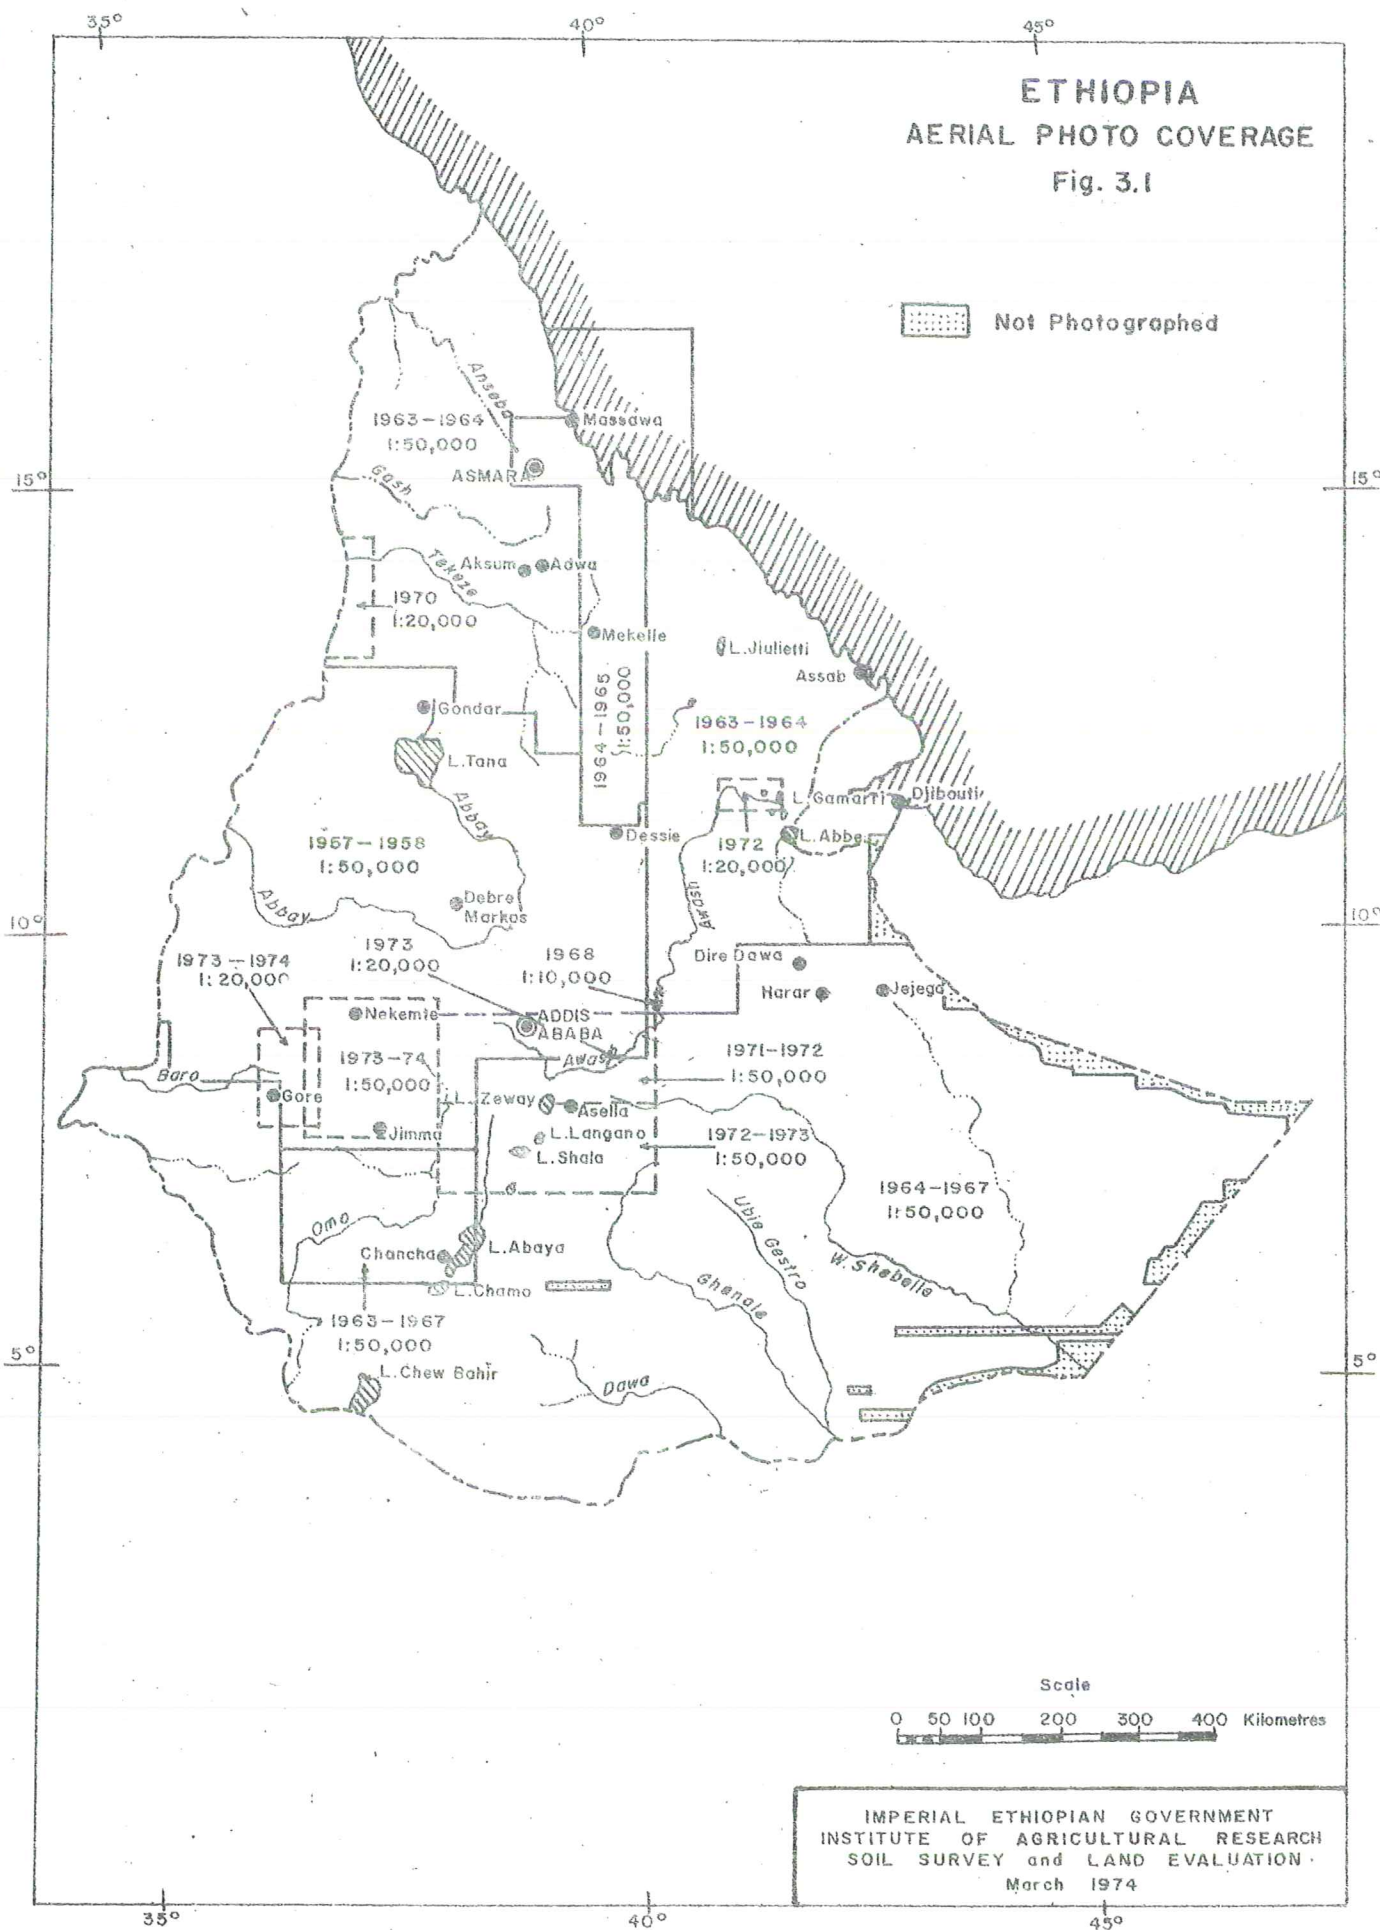 35°
40°
45°
ETHIOPIA
AERIAL PHOTO COVERAGE
Fig. 3.1
Not Photographed
Anseba
1963-1964
1:50,000
Massawa
ASMARA
15°
15°
Gash
Takeze
Aksum
Adwa
1970
1:20,000
Mekelle
L.Jiulietti
Assab
1964-1965
1:50,000
Gondar
1963-1964
1:50,000
L.Tana
Abbay
L.Gamarri
Djibouti
Dessie
L.Abbe
1967-1958
1:50,000
1972
1:20,000
Awash
Debre
Markos
Abbay
10°
10°
1973-1974
1:20,000
1973
1:20,000
1968
1:10,000
Dire Dawa
Harar
Jejega
Nekemte
ADDIS
ABABA
Awash
1973-74
1:50,000
1971-1972
1:50,000
Baro
Gore
L. Zeway
Asella
Jimma
L.Langano
L.Shala
1972-1973
1:50,000
1964-1967
1:50,000
Omo
Chancha
L.Abaya
Ubie Gestro
W. Shebelle
Ghenale
L.Chamo
1963-1967
1:50,000
5°
5°
L.Chew Bahir
Dawa
Scale
0 50 100 200 300 400 Kilometres
IMPERIAL ETHIOPIAN GOVERNMENT
INSTITUTE OF AGRICULTURAL RESEARCH
SOIL SURVEY and LAND EVALUATION
March 1974
35°
40°
45°